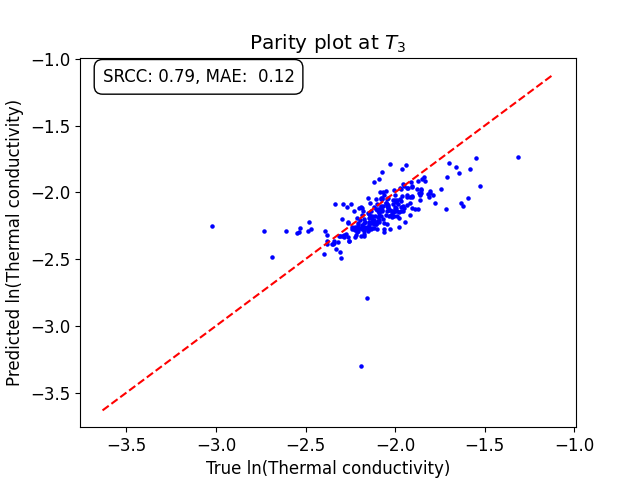 Parity plot at T3
SRCC: 0.79, MAE:  0.12
Predicted ln(Thermal conductivity)
−1.0
−1.5
−2.0
−2.5
−3.0
−3.5
−3.5 −3.0 −2.5 −2.0 −1.5 −1.0
True ln(Thermal conductivity)